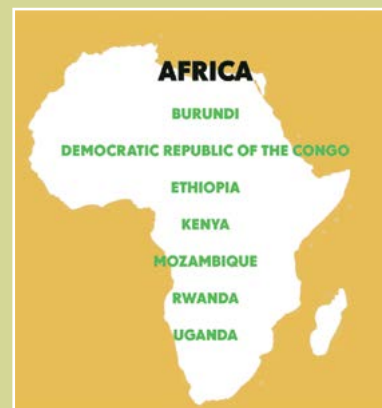 AFRICA
BURUNDI
DEMOCRATIC REPUBLIC OF THE CONGO
ETHIOPIA
KENYA
MOZAMBIQUE
RWANDA
UGANDA